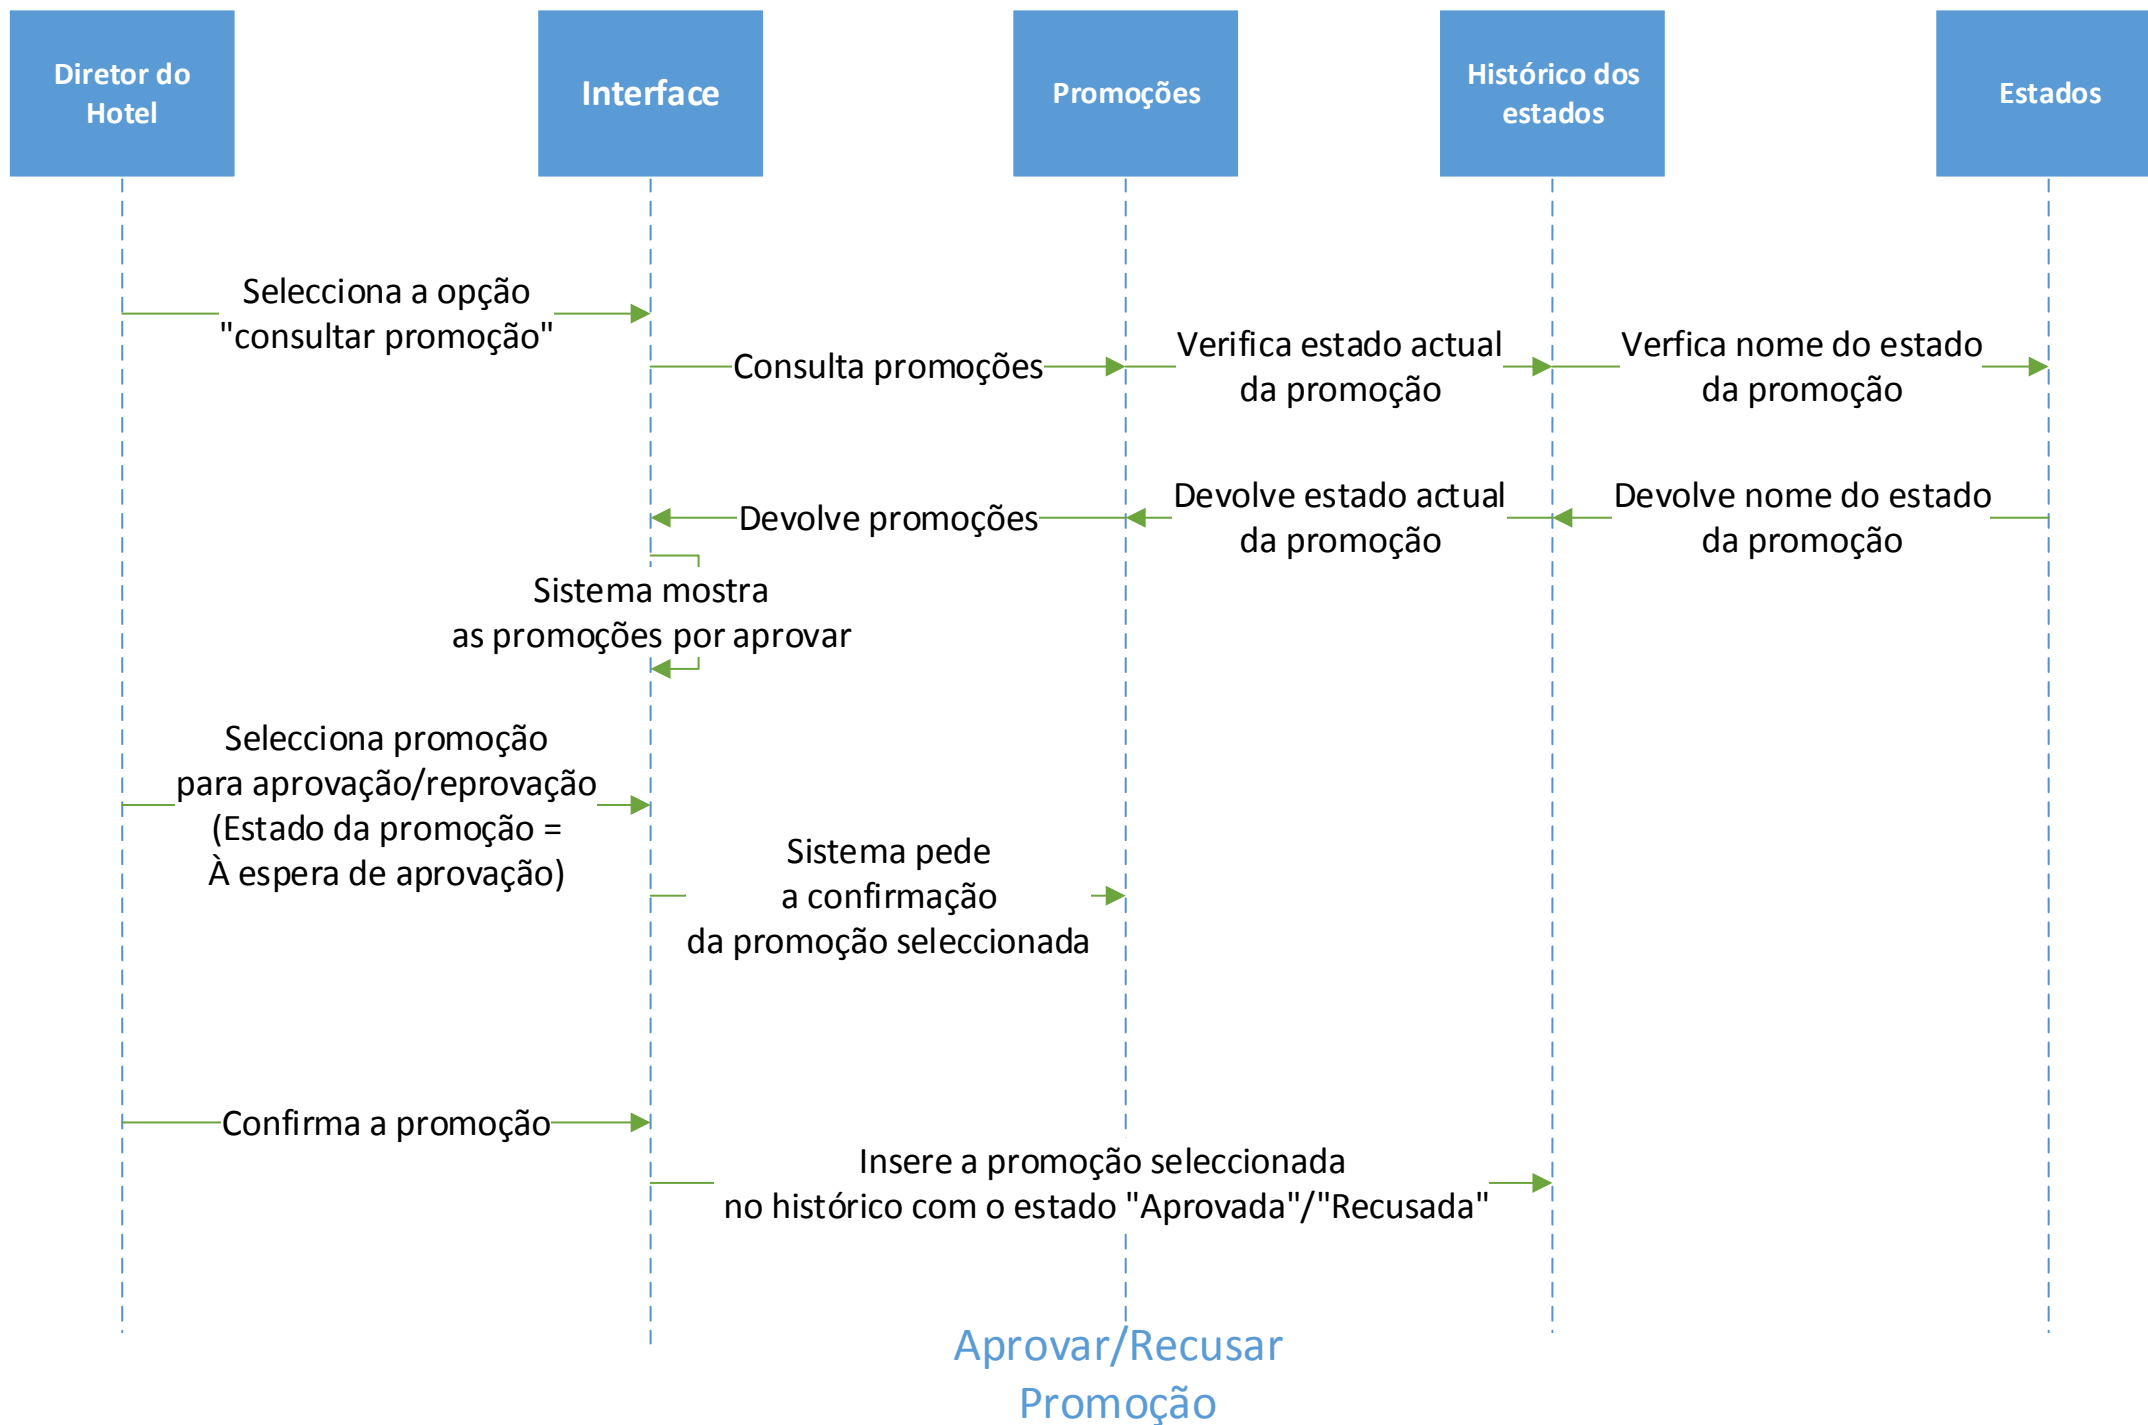 Diretor do
Hotel
Interface
Promoções
Histórico dos
estados
Estados
Selecciona a opção
"consultar promoção"
Consulta promoções
Verifica estado actual
da promoção
Verfica nome do estado
da promoção
Devolve promoções
Devolve estado actual
da promoção
Devolve nome do estado
da promoção
Sistema mostra
as promoções por aprovar
Selecciona promoção
para aprovação/reprovação
(Estado da promoção =
À espera de aprovação)
Sistema pede
a confirmação
da promoção seleccionada
Confirma a promoção
Insere a promoção seleccionada
no histórico com o estado "Aprovada"/"Recusada"
Aprovar/Recusar
Promoção